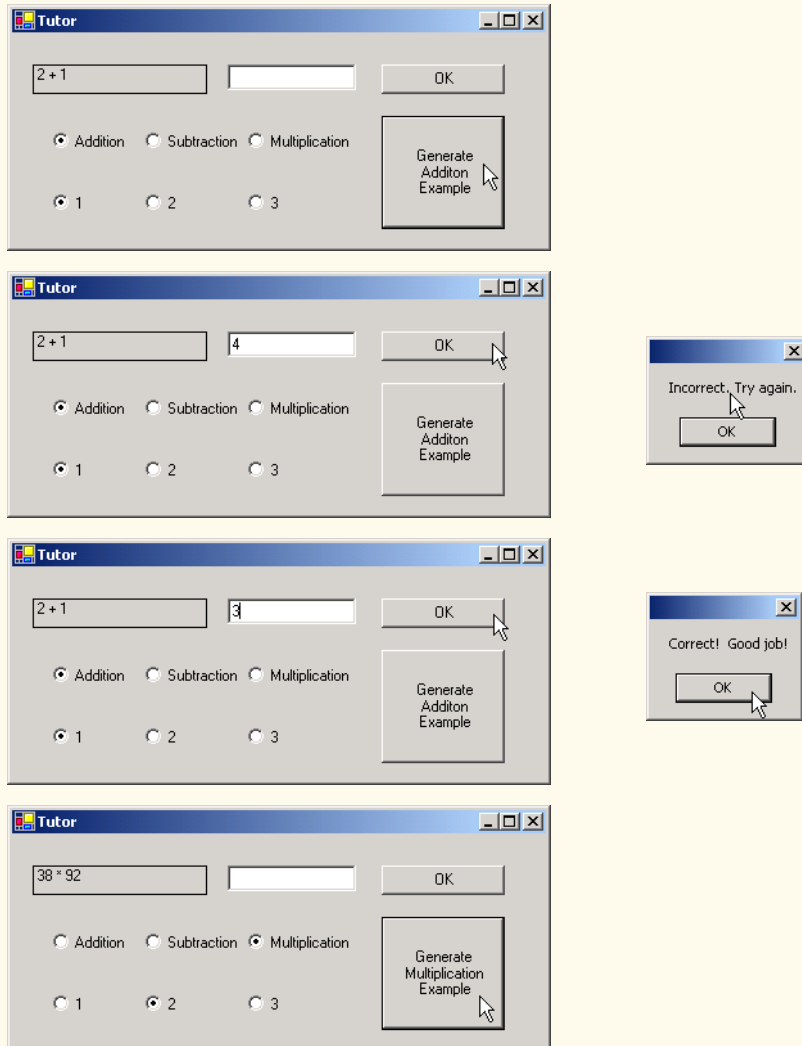 Tutor
2 + 1
OK
Addition Subtraction Multiplication
Generate
Additon
Example
1 2 3
Tutor
2 + 1 4 OK
Addition Subtraction Multiplication
Generate
Additon
Example
1 2 3
Incorrect. Try again.
OK
Tutor
2 + 1 3 OK
Addition Subtraction Multiplication
Generate
Additon
Example
1 2 3
Correct! Good job!
OK
Tutor
38 * 92 OK
Addition Subtraction Multiplication
Generate
Multiplication
Example
1 2 3